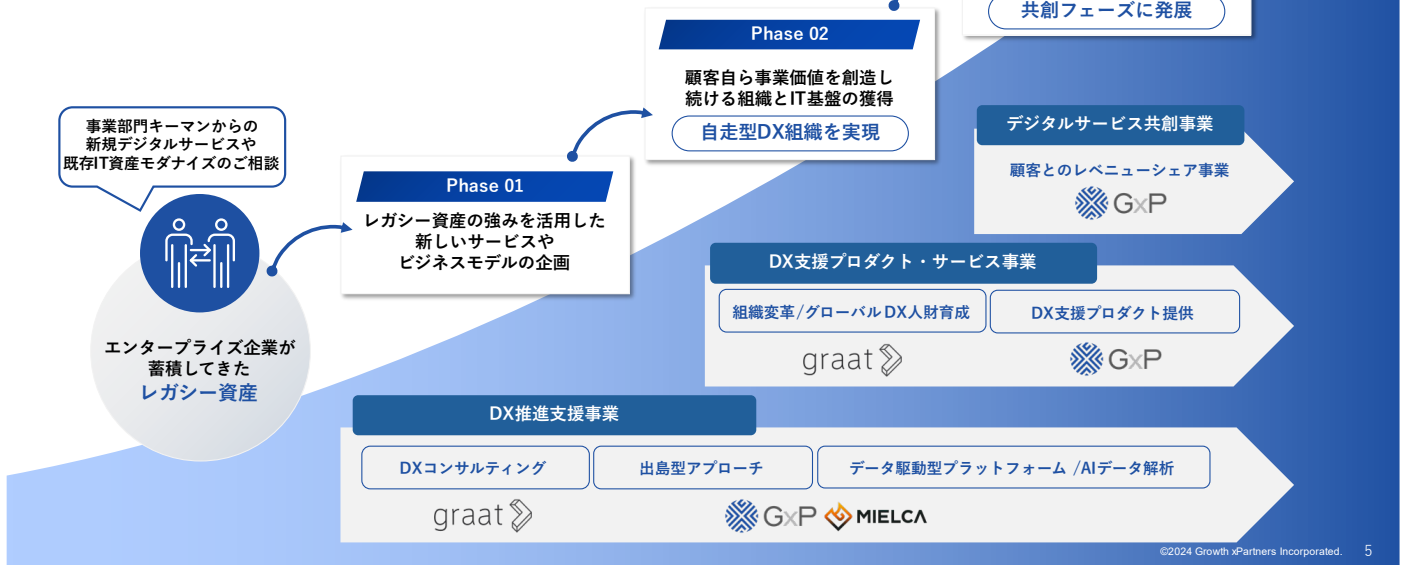 共創フェーズに発展
Phase 02
顧客自ら事業価値を創造し
続ける組織とIT基盤の獲得
自走型DX組織を実現
事業部門キーマンからの
新規デジタルサービスや
既存IT資産モダナイズのご相談
Phase 01
レガシー資産の強みを活用した
新しいサービスや
ビジネスモデルの企画
エンタープライズ企業が
蓄積してきた
レガシー資産
デジタルサービス共創事業
顧客とのレベニューシェア事業
GxP
DX支援プロダクト・サービス事業
組織変革/グローバルDX人財育成
DX支援プロダクト提供
graat
GxP
DX推進支援事業
DXコンサルティング
出島型アプローチ
データ駆動型プラットフォーム /AIデータ解析
graat
GxP
MIELCA
©2024 Growth xPartners Incorporated.
5